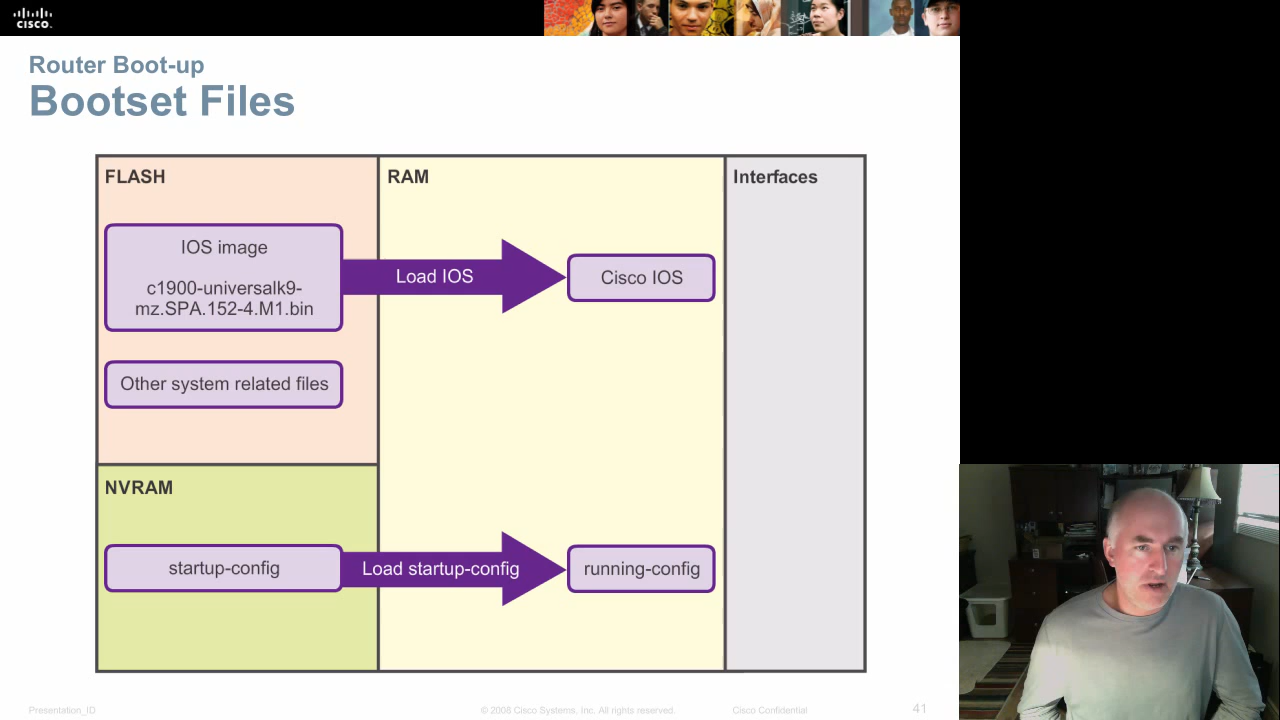 CISCO.
Router Boot-up
Bootset Files
FLASH
RAM
Interfaces
IOS image
c1900-universalk9-
mz.SPA.152-4.M1.bin
Load IOS
Cisco IOS
Other system related files
NVRAM
startup-config
Load startup-config
running-config
Presentation_ID
© 2008 Cisco Systems, Inc. All rights reserved.
Cisco Confidential
41